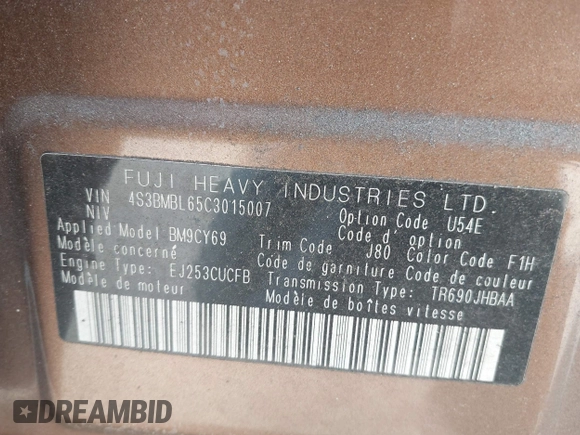 FUJI HEAVY INDUSTRIES LTD.
VIN 4S3BMBL65C3015007 Option Code U54E
NIV Code d' option
Applied Model BM9CY69 Trim Code J80 Color Code F1H
Modèle concerné Code de garniture Code de couleur
Engine Type: EJ253CUCFB Transmission Type: TR690JHBAA
Modèle de moteur Modèle de boîtes vitesse
DREAMBID